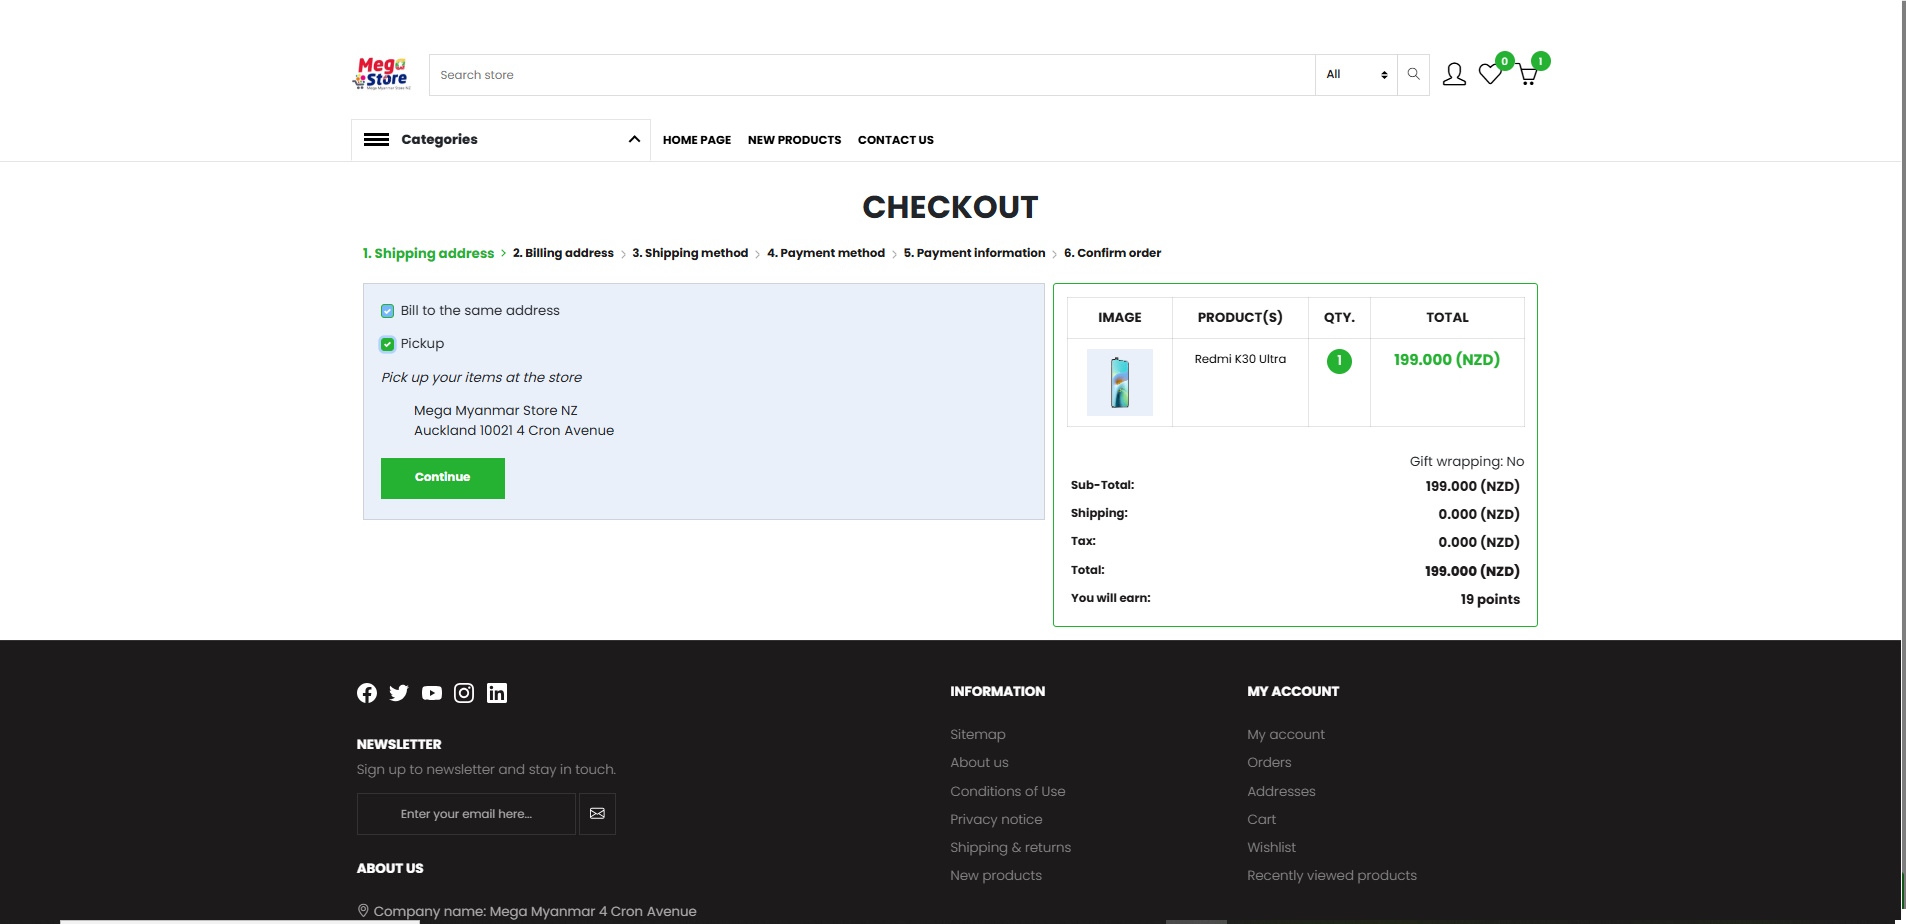 Mega
Store
Mega Myanmar Store NZ
Search store
All
0
1
Categories
HOME PAGE
NEW PRODUCTS
CONTACT US
CHECKOUT
1. Shipping address
2. Billing address
3. Shipping method
4. Payment method
5. Payment information
6. Confirm order
Bill to the same address
Pickup
Pick up your items at the store
Mega Myanmar Store NZ
Auckland 10021 4 Cron Avenue
Continue
IMAGE
PRODUCT(S)
QTY.
TOTAL
Redmi K30 Ultra
1
199.000 (NZD)
Gift wrapping: No
Sub-Total:
199.000 (NZD)
Shipping:
0.000 (NZD)
Tax:
0.000 (NZD)
Total:
199.000 (NZD)
You will earn:
19 points
NEWSLETTER
Sign up to newsletter and stay in touch.
Enter your email here...
ABOUT US
Company name: Mega Myanmar 4 Cron Avenue
INFORMATION
Sitemap
About us
Conditions of Use
Privacy notice
Shipping & returns
New products
MY ACCOUNT
My account
Orders
Addresses
Cart
Wishlist
Recently viewed products